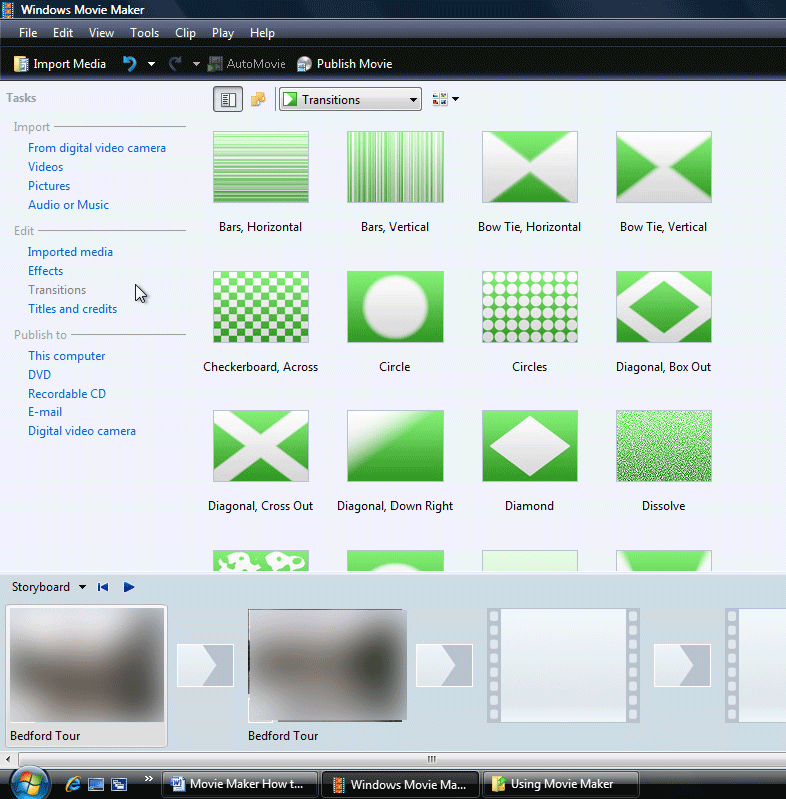 Windows Movie Maker
File Edit View Tools Clip Play Help
Import Media AutoMovie Publish Movie
Tasks
Import
From digital video camera
Videos
Pictures
Audio or Music
Edit
Imported media
Effects
Transitions
Titles and credits
Publish to
This computer
DVD
Recordable CD
E-mail
Digital video camera
Transitions
Bars, Horizontal Bars, Vertical Bow Tie, Horizontal Bow Tie, Vertical
Checkerboard, Across Circle Circles Diagonal, Box Out
Diagonal, Cross Out Diagonal, Down Right Diamond Dissolve
Storyboard
Bedford Tour Bedford Tour
» Movie Maker How t... Windows Movie Ma... Using Movie Maker